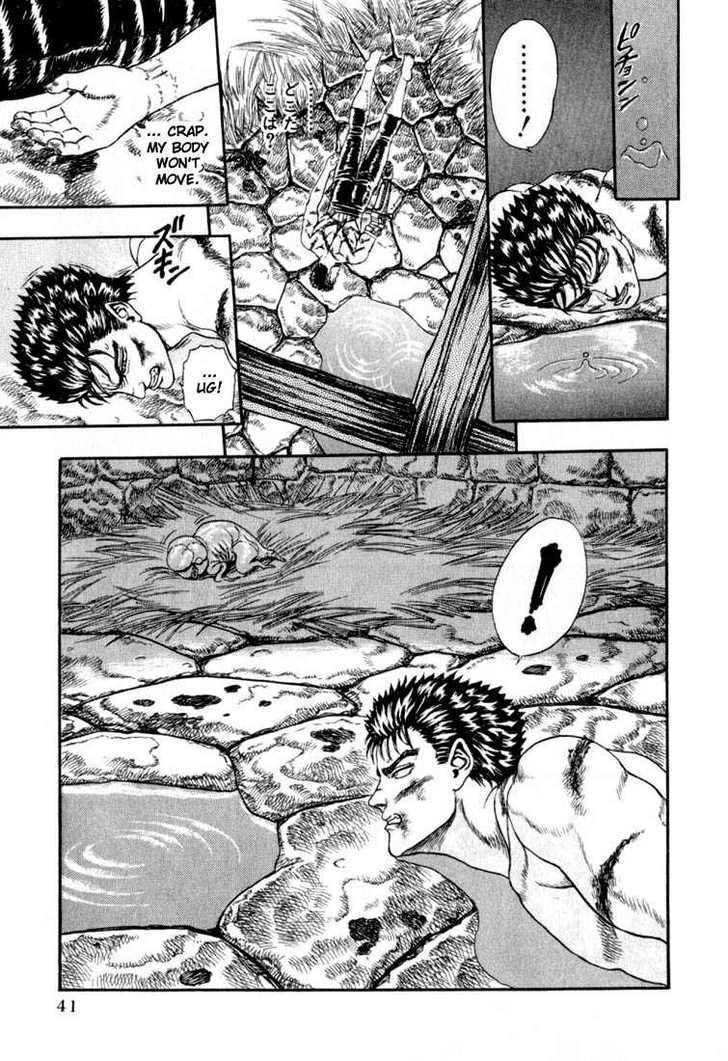 ピチョンン
………！
………
どこだ
ここは？
... CRAP.
MY BODY
WON'T
MOVE.
ズキン
...
UG!
！
41